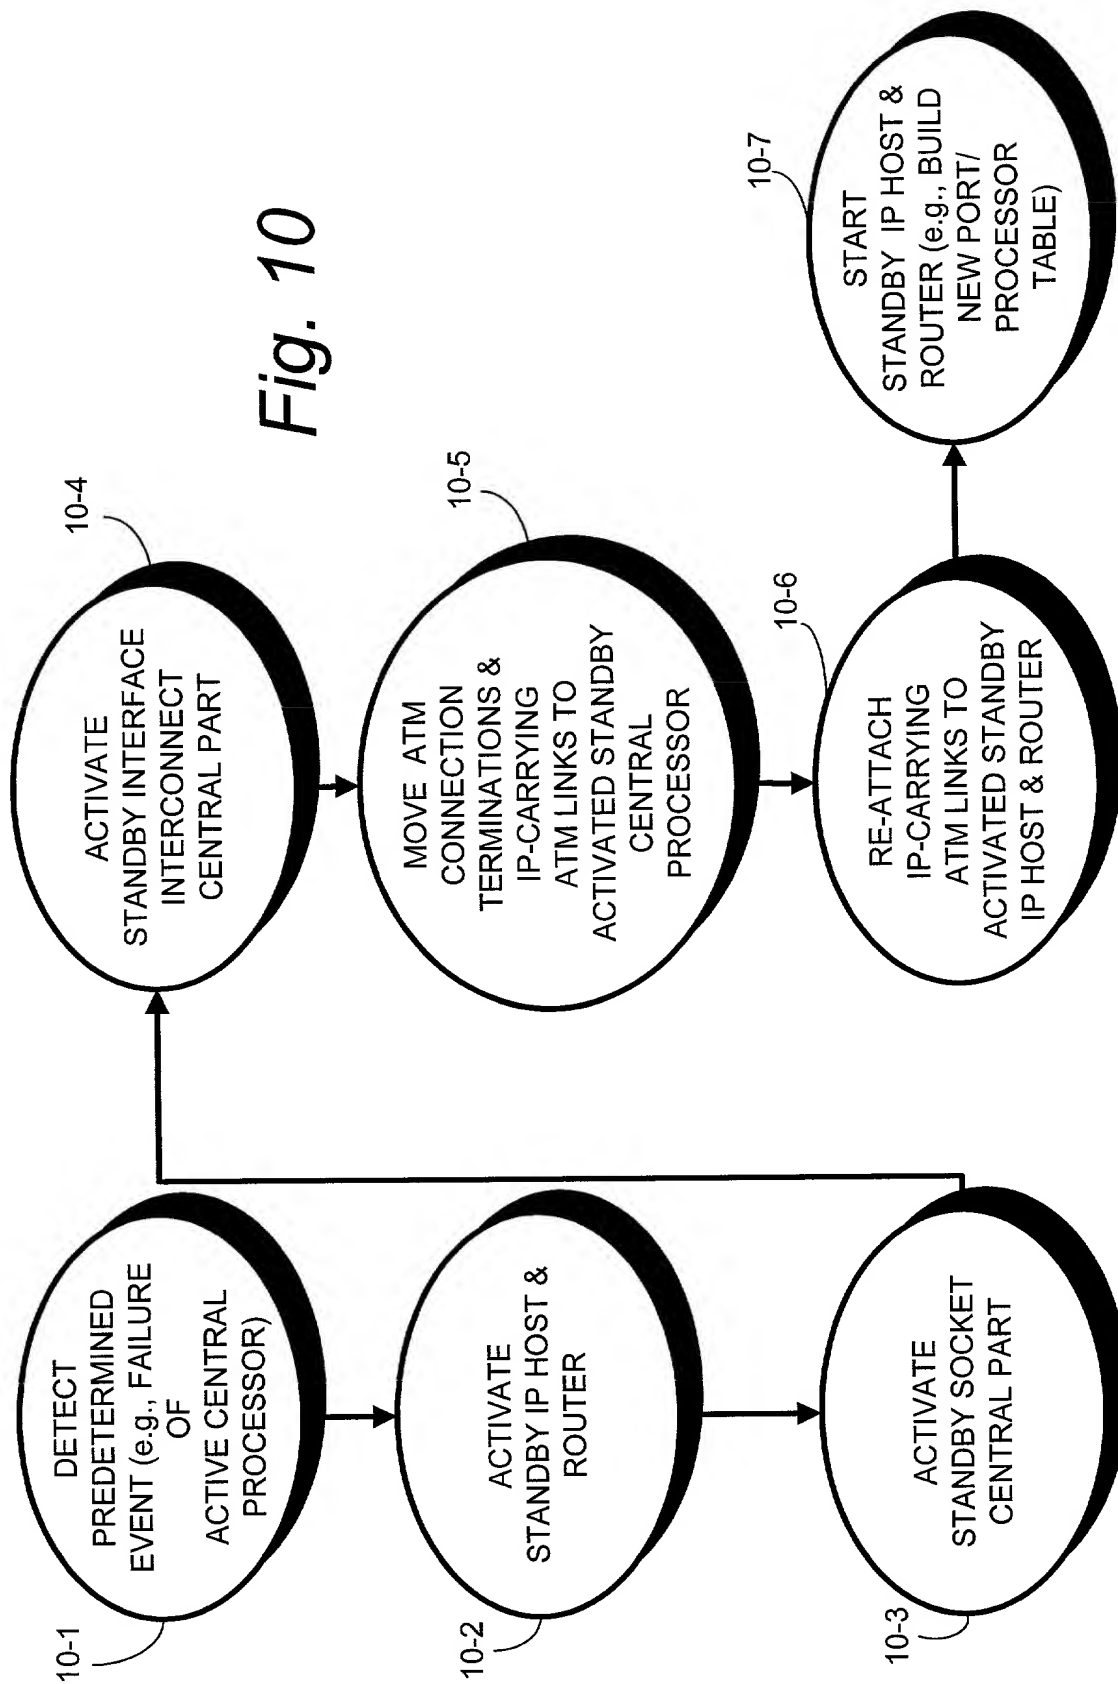 10-1
DETECT
PREDETERMINED
EVENT (e.g., FAILURE
OF
ACTIVE CENTRAL
PROCESSOR)
10-2
ACTIVATE
STANDBY IP HOST &
ROUTER
10-3
ACTIVATE
STANDBY SOCKET
CENTRAL PART
10-4
ACTIVATE
STANDBY INTERFACE
INTERCONNECT
CENTRAL PART
10-5
MOVE ATM
CONNECTION
TERMINATIONS &
IP-CARRYING
ATM LINKS TO
ACTIVATED STANDBY
CENTRAL
PROCESSOR
10-6
RE-ATTACH
IP-CARRYING
ATM LINKS TO
ACTIVATED STANDBY
IP HOST & ROUTER
10-7
START
STANDBY IP HOST &
ROUTER (e.g., BUILD
NEW PORT/
PROCESSOR
TABLE)
Fig. 10